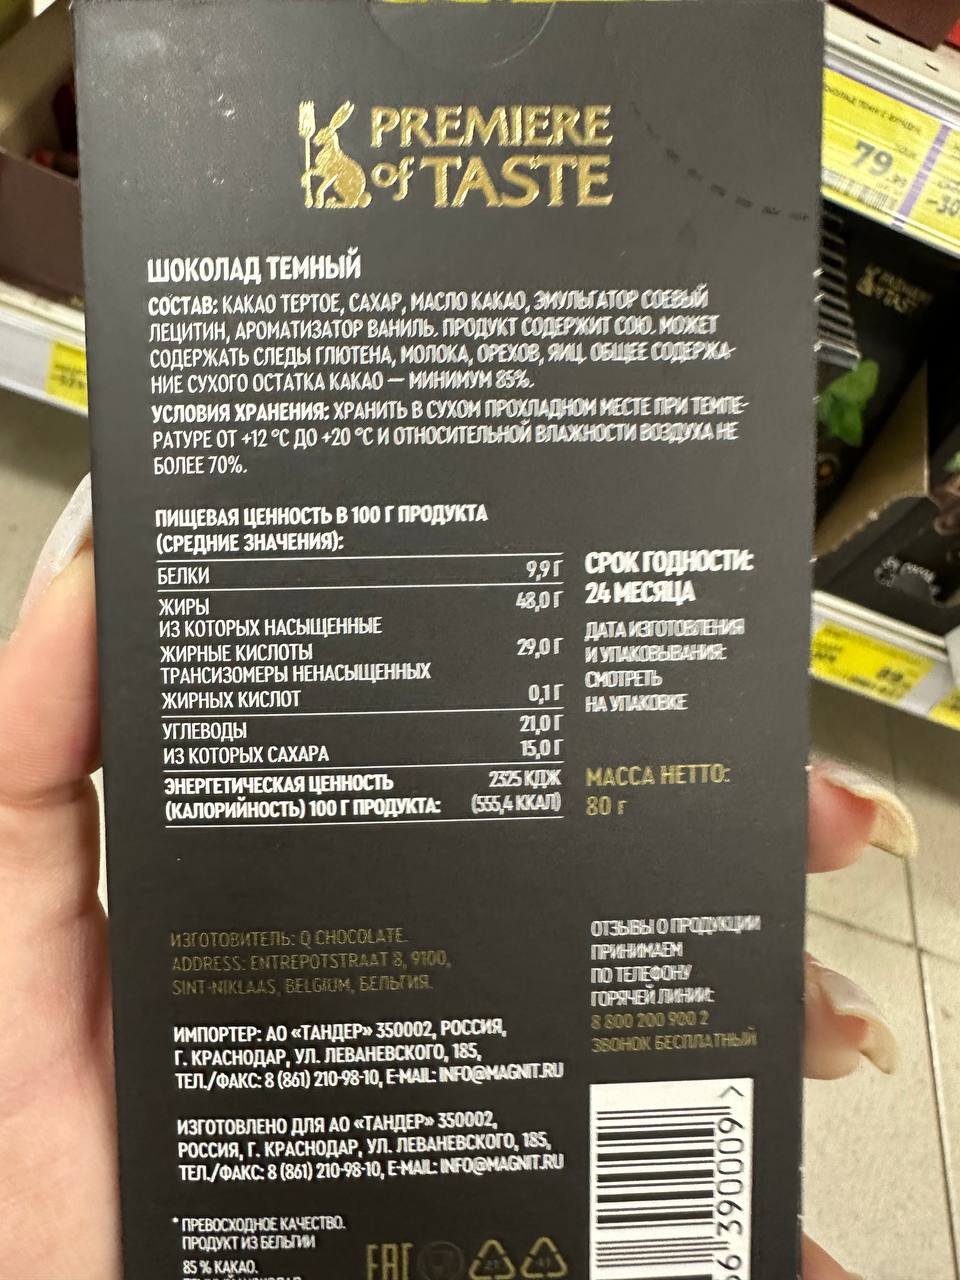 PREMIERE
of TASTE
ШОКОЛАД ТЕМНЫЙ
СОСТАВ: КАКАО ТЕРТОЕ, САХАР, МАСЛО КАКАО, ЭМУЛЬГАТОР СОЕВЫЙ
ЛЕЦИТИН, АРОМАТИЗАТОР ВАНИЛЬ. ПРОДУКТ СОДЕРЖИТ СОЮ. МОЖЕТ
СОДЕРЖАТЬ СЛЕДЫ ГЛЮТЕНА, МОЛОКА, ОРЕХОВ, ЯИЦ. ОБЩЕЕ СОДЕРЖА-
НИЕ СУХОГО ОСТАТКА КАКАО — МИНИМУМ 85%.
УСЛОВИЯ ХРАНЕНИЯ: ХРАНИТЬ В СУХОМ ПРОХЛАДНОМ МЕСТЕ ПРИ ТЕМПЕ-
РАТУРЕ ОТ +12 °С ДО +20 °С И ОТНОСИТЕЛЬНОЙ ВЛАЖНОСТИ ВОЗДУХА НЕ
БОЛЕЕ 70%.
ПИЩЕВАЯ ЦЕННОСТЬ В 100 Г ПРОДУКТА
(СРЕДНИЕ ЗНАЧЕНИЯ):
БЕЛКИ 9,9 Г
ЖИРЫ 48,0 Г
ИЗ КОТОРЫХ НАСЫЩЕННЫЕ
ЖИРНЫЕ КИСЛОТЫ 29,0 Г
ТРАНСИЗОМЕРЫ НЕНАСЫЩЕННЫХ
ЖИРНЫХ КИСЛОТ 0,1 Г
УГЛЕВОДЫ 21,0 Г
ИЗ КОТОРЫХ САХАРА 15,0 Г
ЭНЕРГЕТИЧЕСКАЯ ЦЕННОСТЬ 2325 КДЖ
(КАЛОРИЙНОСТЬ) 100 Г ПРОДУКТА: (555,4 ККАЛ)
СРОК ГОДНОСТИ:
24 МЕСЯЦА
ДАТА ИЗГОТОВЛЕНИЯ
И УПАКОВЫВАНИЯ:
СМОТРЕТЬ
НА УПАКОВКЕ
МАССА НЕТТО:
80 г
ИЗГОТОВИТЕЛЬ: Q CHOCOLATE.
ADDRESS: ENTREPOTSTRAAT 8, 9100,
SINT-NIKLAAS, BELGIUM, БЕЛЬГИЯ.
ИМПОРТЕР: АО «ТАНДЕР» 350002, РОССИЯ,
Г. КРАСНОДАР, УЛ. ЛЕВАНЕВСКОГО, 185,
ТЕЛ./ФАКС: 8 (861) 210-98-10, E-MAIL: INFO@MAGNIT.RU
ИЗГОТОВЛЕНО ДЛЯ АО «ТАНДЕР» 350002,
РОССИЯ, Г. КРАСНОДАР, УЛ. ЛЕВАНЕВСКОГО, 185,
ТЕЛ./ФАКС: 8 (861) 210-98-10, E-MAIL: INFO@MAGNIT.RU
* ПРЕВОСХОДНОЕ КАЧЕСТВО.
ПРОДУКТ ИЗ БЕЛЬГИИ
85 % КАКАО.
EAC
ОТЗЫВЫ О ПРОДУКЦИИ
ПРИНИМАЕМ
ПО ТЕЛЕФОНУ
ГОРЯЧЕЙ ЛИНИИ:
8 800 200 900 2
ЗВОНОК БЕСПЛАТНЫЙ
6"390009">
79